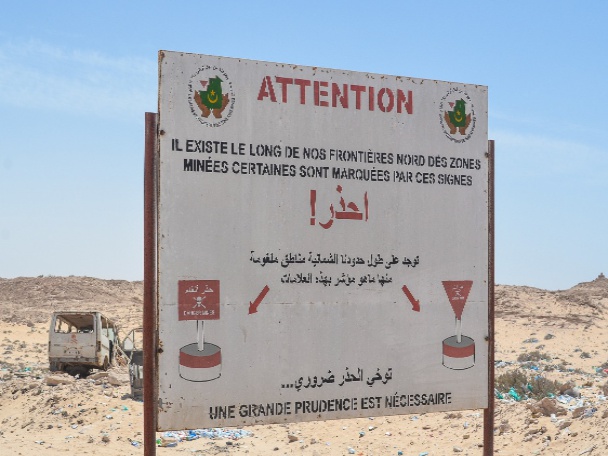 ATTENTION
IL EXISTE LE LONG DE NOS FRONTIÈRES NORD DES ZONES
MINÉES CERTAINES SONT MARQUÉES PAR CES SIGNES
احذر!
توجد على طول حدودنا الشمالية مناطق ملغومة
منها ماهو مؤشر بهذه العلامات
توخي الحذر ضروري...
UNE GRANDE PRUDENCE EST NÉCESSAIRE